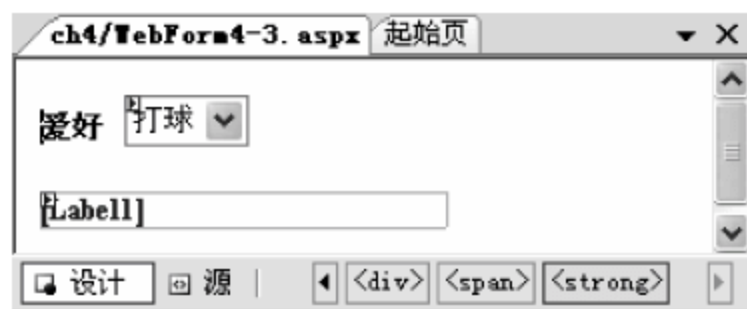 ch4/WebForm4-3.aspx 起始页
爱好 打球
[Label1]
设计 源 <div> <span> <strong>